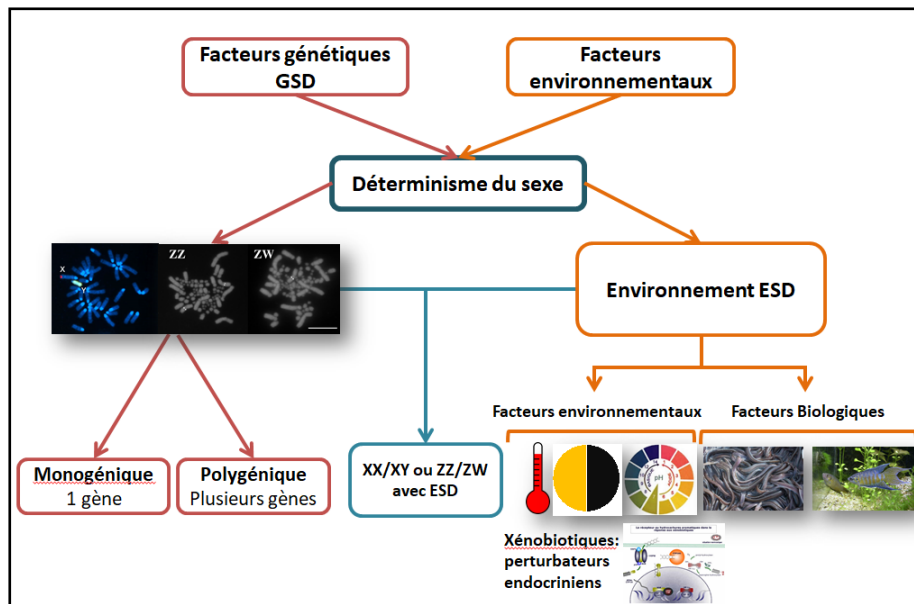 Facteurs génétiques
GSD
Facteurs
environnementaux
Déterminisme du sexe
X
Y
ZZ
ZW
Environnement ESD
Facteurs environnementaux
Facteurs Biologiques
Monogénique
1 gène
Polygénique
Plusieurs gènes
XX/XY ou ZZ/ZW
avec ESD
pH
Xénobiotiques:
perturbateurs
endocriniens